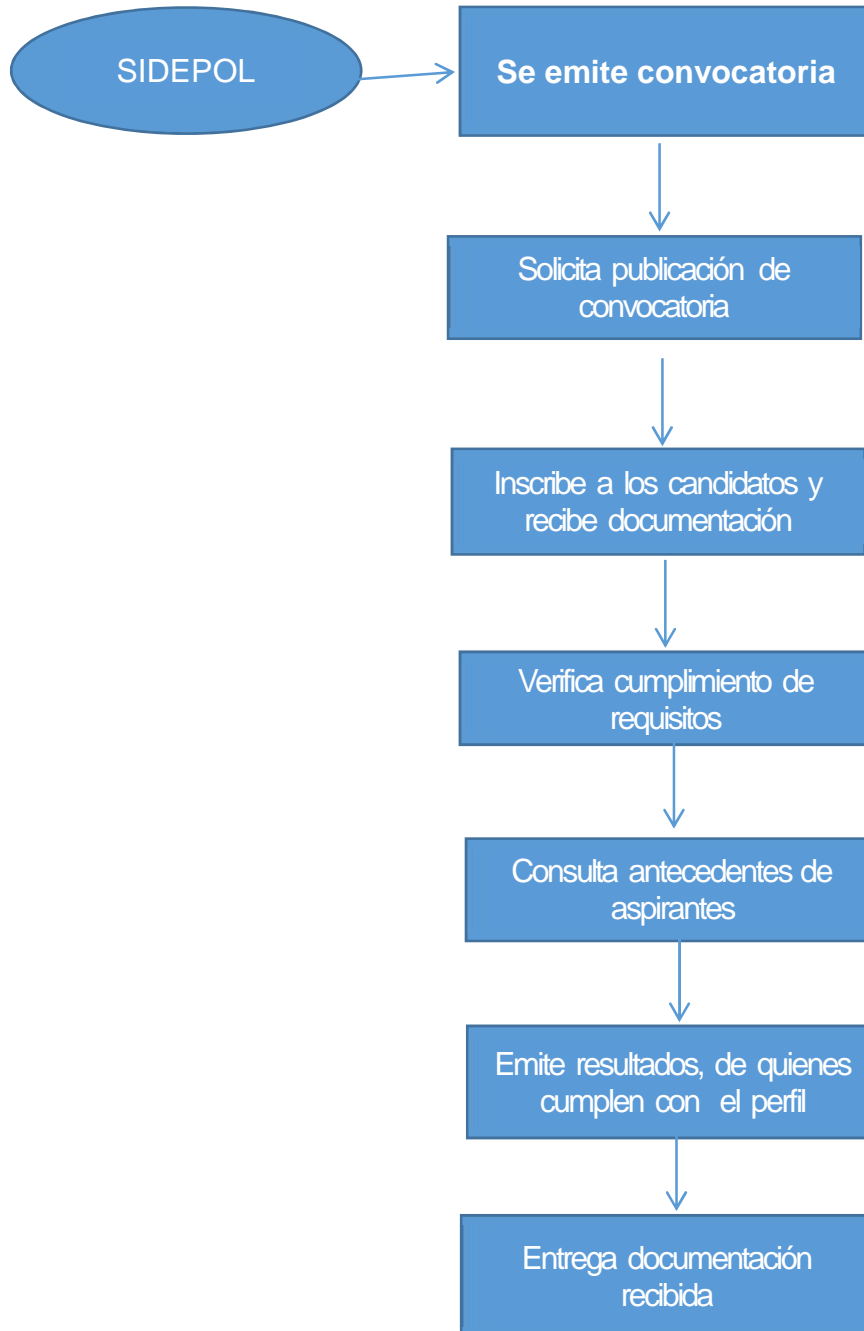 SIDEPOL
Se emite convocatoria
Solicita publicación de
convocatoria
Inscribe a los candidatos y
recibe documentación
Verifica cumplimiento de
requisitos
Consulta antecedentes de
aspirantes
Emite resultados, de quienes
cumplen con el perfil
Entrega documentación
recibida